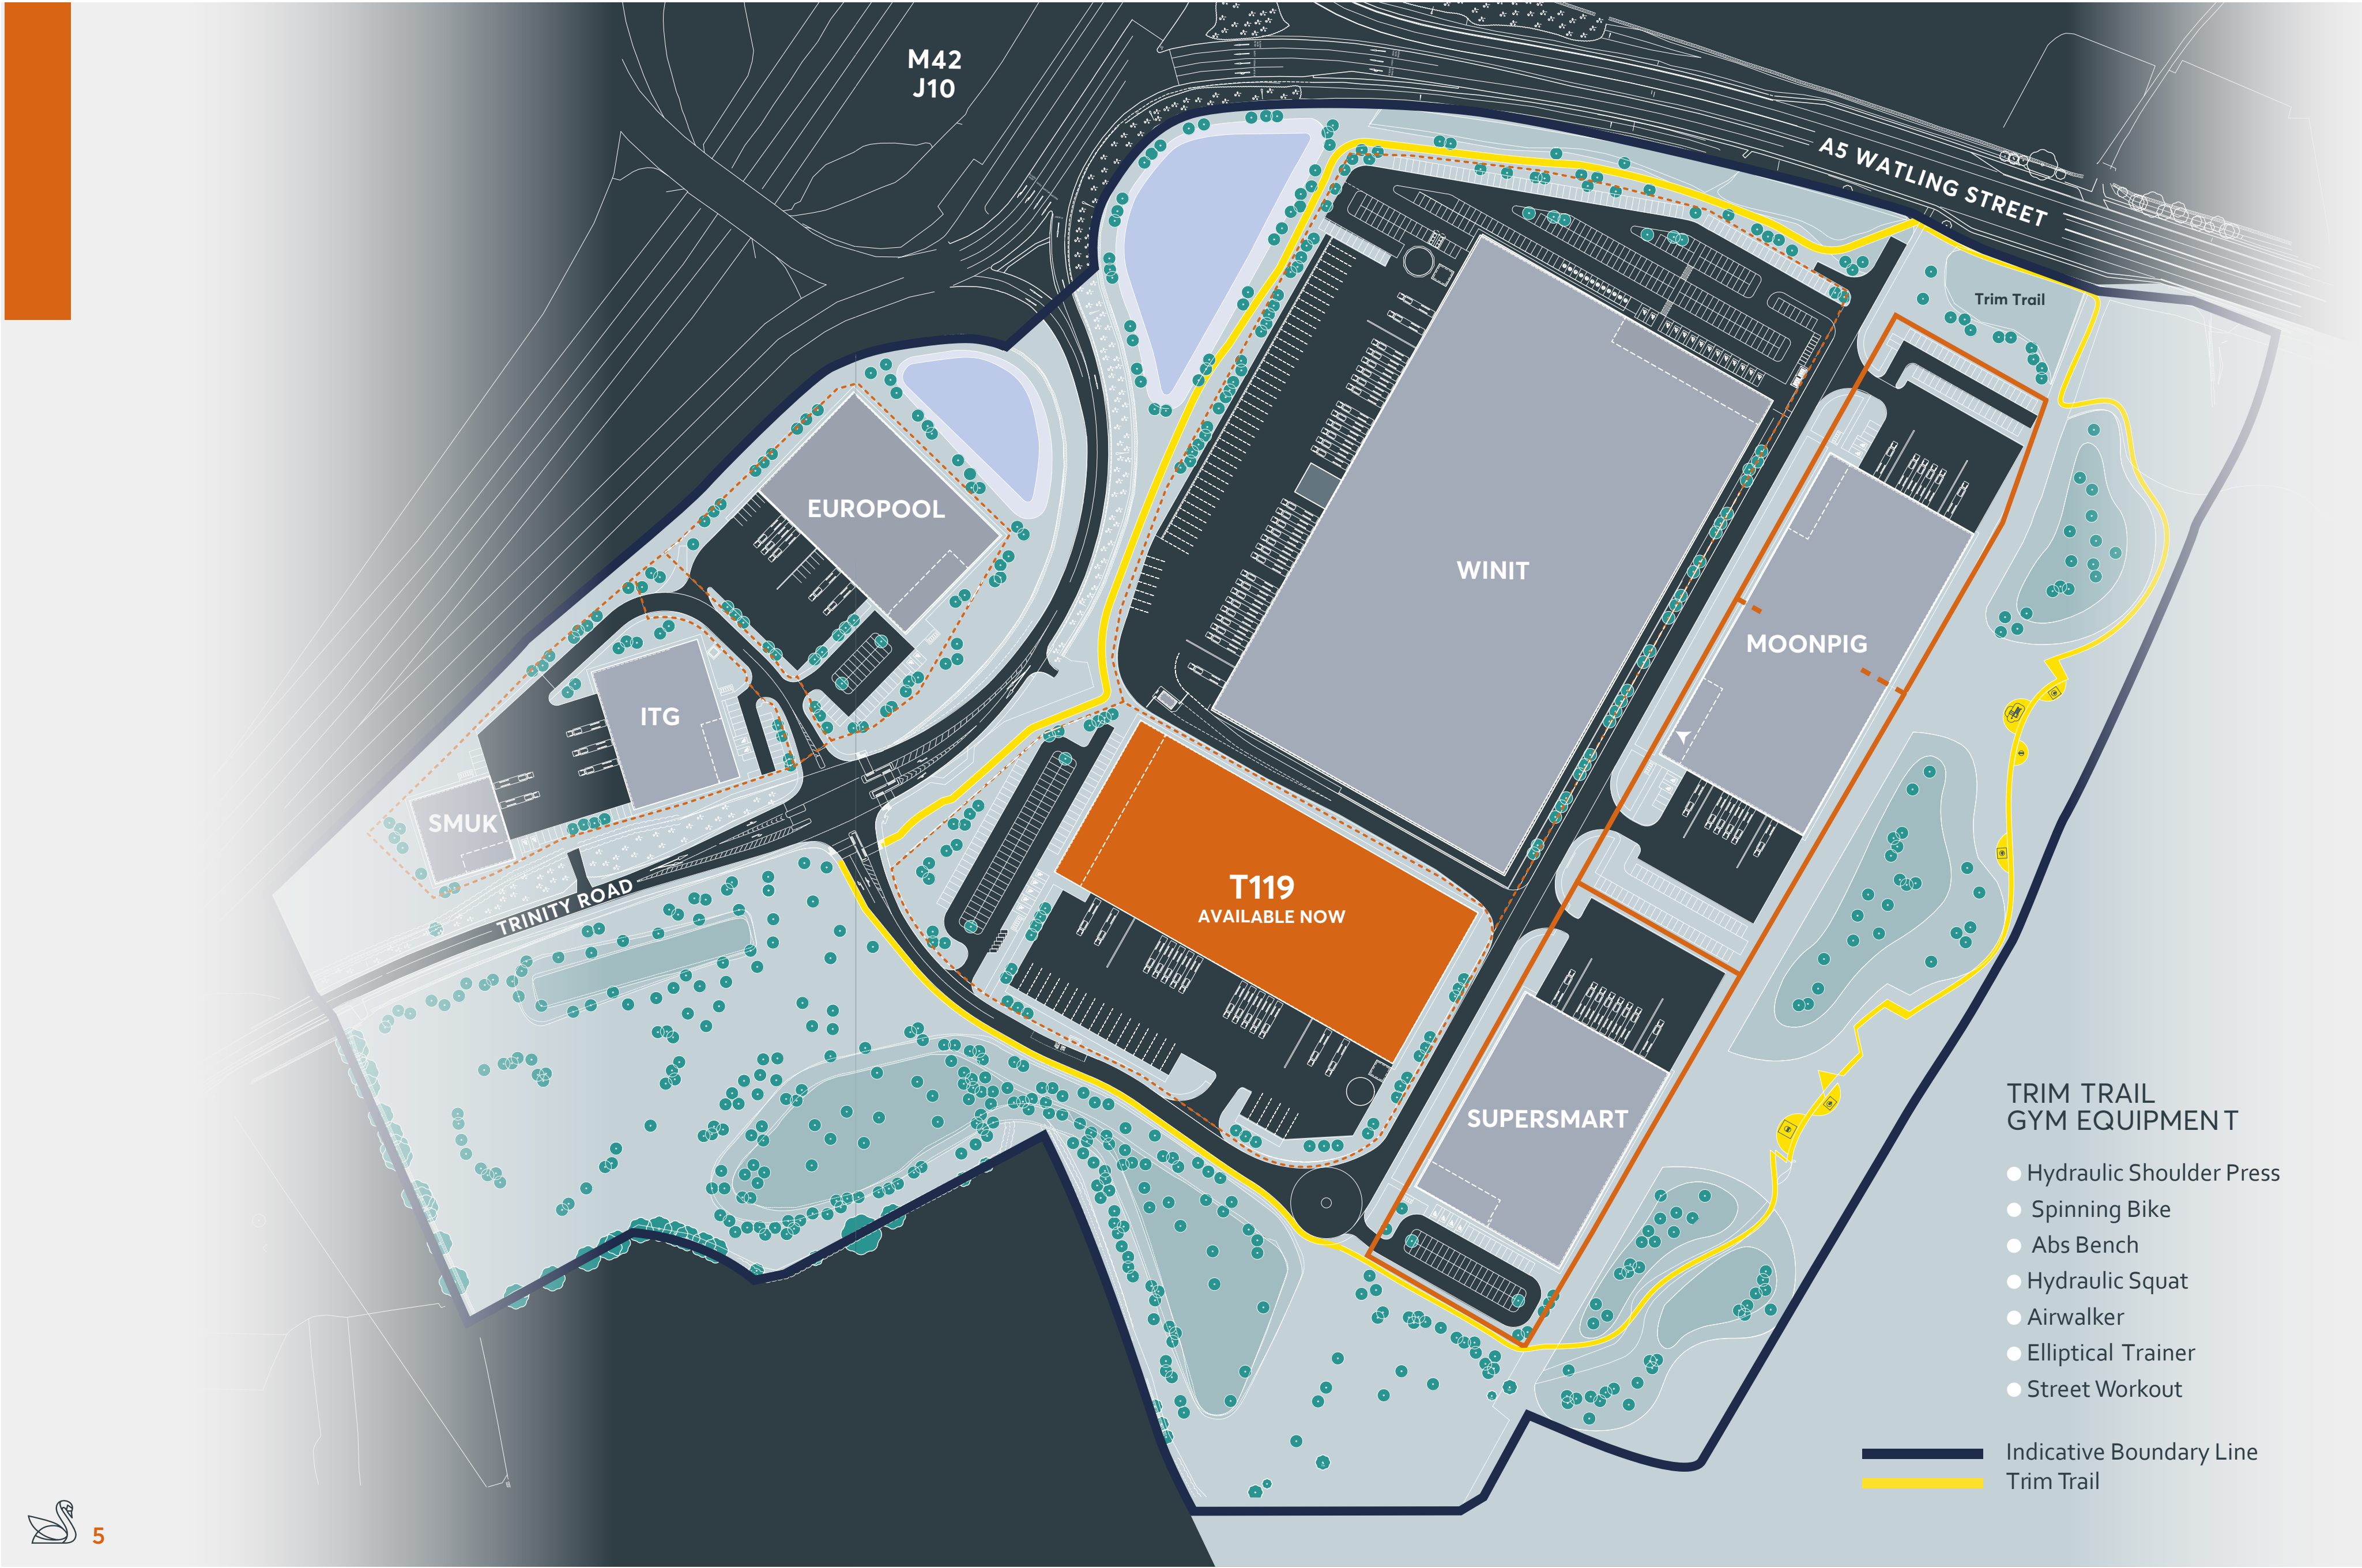 M42
J10
A5 WATLING STREET
Trim Trail
EUROPOOL
WINIT
MOONPIG
ITG
SMUK
TRINITY ROAD
T119
AVAILABLE NOW
SUPERSMART
TRIM TRAIL
GYM EQUIPMENT
Hydraulic Shoulder Press
Spinning Bike
Abs Bench
Hydraulic Squat
Airwalker
Elliptical Trainer
Street Workout
Indicative Boundary Line
Trim Trail
5